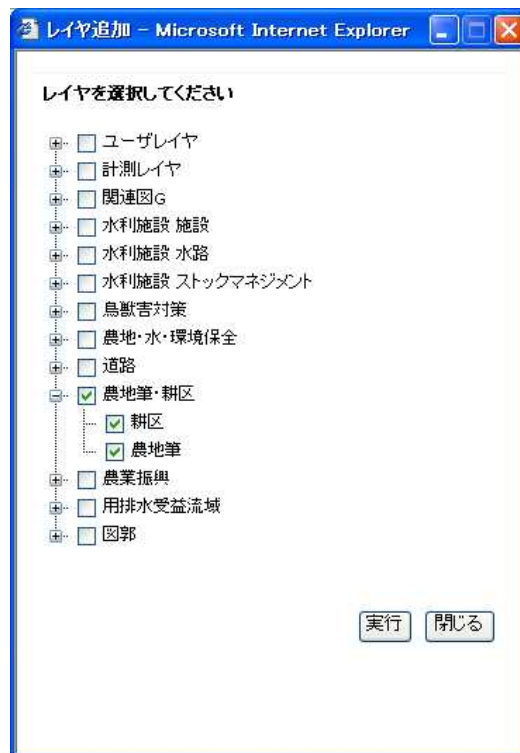 レイヤ追加 - Microsoft Internet Explorer
レイヤを選択してください
ユーザレイヤ
計測レイヤ
関連図G
水利施設 施設
水利施設 水路
水利施設 ストックマネジメント
鳥獣害対策
農地・水・環境保全
道路
農地筆・耕区
耕区
農地筆
農業振興
用排水受益流域
図郭
実行 閉じる